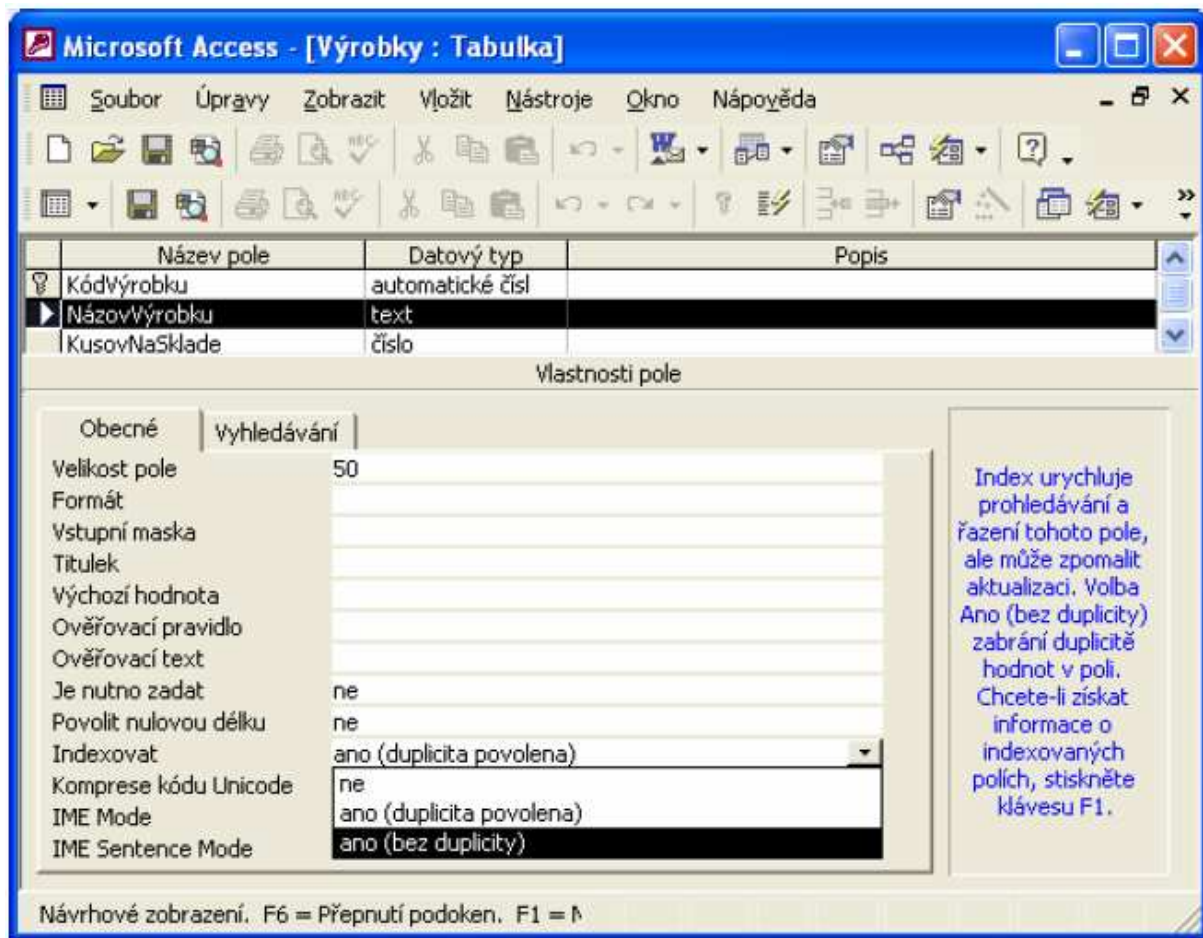 Microsoft Access - [Výrobky : Tabulka]
Soubor Úpravy Zobrazit Vložit Nástroje Okno Nápověda
Název pole Datový typ Popis
KódVýrobku automatické čísl
NázovVýrobku text
KusovNaSklade číslo
Vlastnosti pole
Obecné Vyhledávání
Velikost pole 50
Formát
Vstupní maska
Titulek
Výchozí hodnota
Ověřovací pravidlo
Ověřovací text
Je nutno zadat ne
Povolit nulovou délku ne
Indexovat ano (duplicita povolena)
Komprese kódu Unicode ne
IME Mode ano (duplicita povolena)
IME Sentence Mode ano (bez duplicity)
Index urychluje
prohledávání a
řazení tohoto pole,
ale může zpomalit
aktualizaci. Volba
Ano (bez duplicity)
zabrání duplicitě
hodnot v poli.
Chcete-li získat
informace o
indexovaných
polích, stiskněte
klávesu F1.
Návrhové zobrazení. F6 = Přepnutí podoken. F1 = N